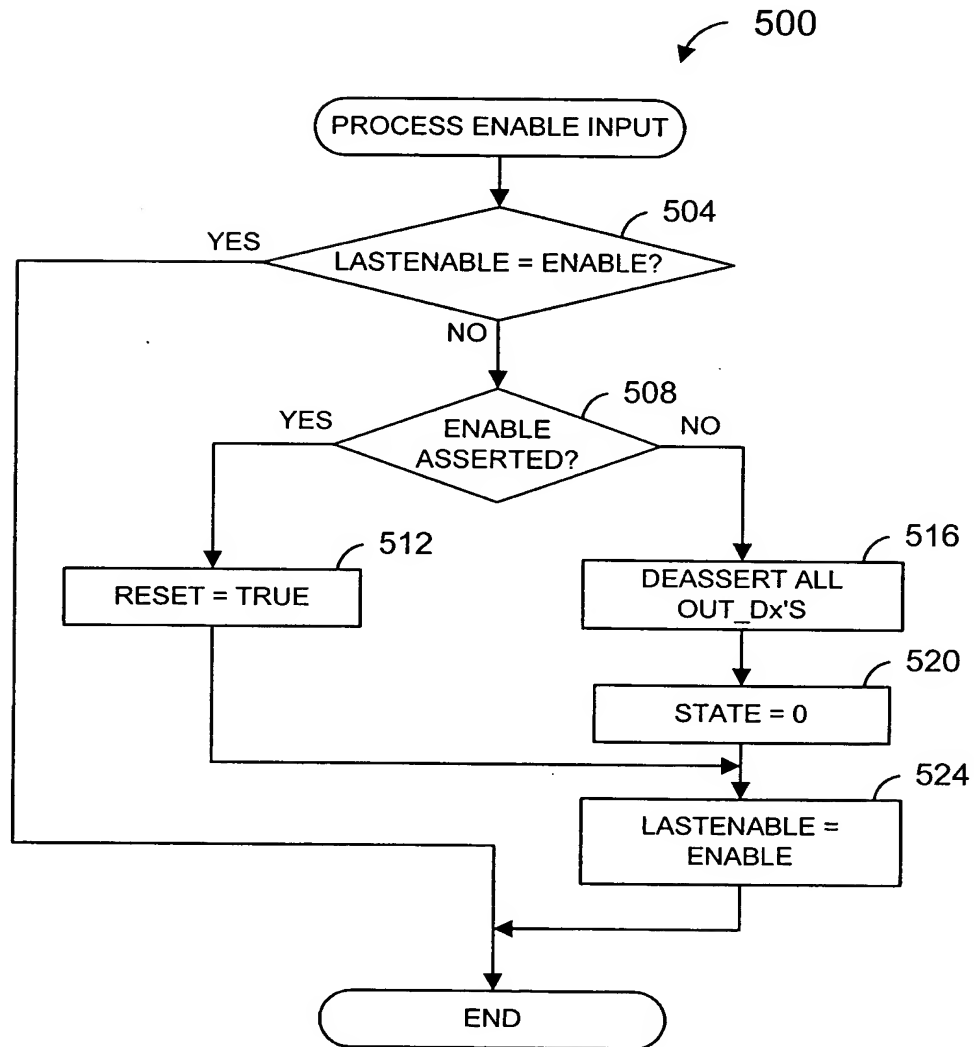 500
PROCESS ENABLE INPUT
504
YES
LASTENABLE = ENABLE?
NO
508
YES
ENABLE
ASSERTED?
NO
512
RESET = TRUE
516
DEASSERT ALL
OUT_Dx'S
520
STATE = 0
524
LASTENABLE =
ENABLE
END